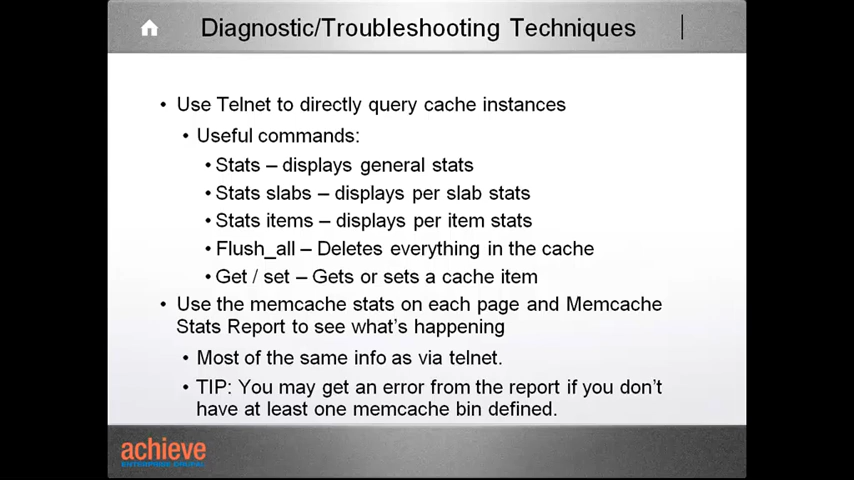 Diagnostic/Troubleshooting Techniques
• Use Telnet to directly query cache instances
• Useful commands:
• Stats – displays general stats
• Stats slabs – displays per slab stats
• Stats items – displays per item stats
• Flush_all – Deletes everything in the cache
• Get / set – Gets or sets a cache item
• Use the memcache stats on each page and Memcache
Stats Report to see what's happening
• Most of the same info as via telnet.
• TIP: You may get an error from the report if you don't
have at least one memcache bin defined.
achieve
ENTERPRISE DRUPAL